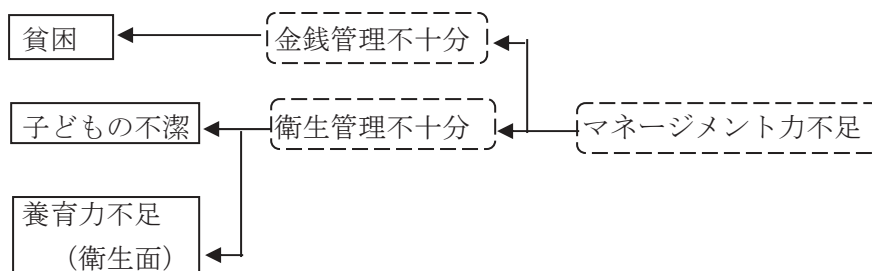 貧困
金銭管理不十分
子どもの不潔
衛生管理不十分
マネージメント力不足
養育力不足
（衛生面）